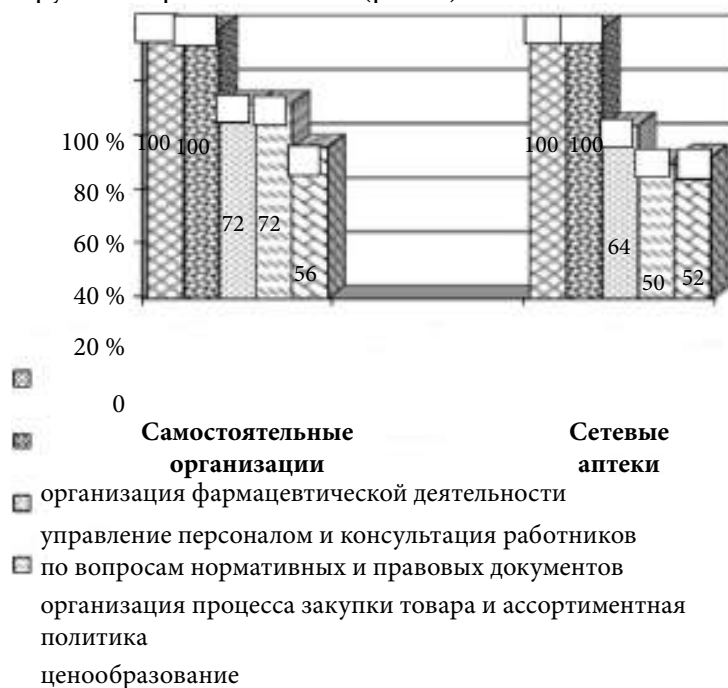 100 %
80 %
60 %
40 %
20 %
0
100 100 72 72 56
100 100 64 50 52
Самостоятельные организации
Сетевые аптеки
организация фармацевтической деятельности
управление персоналом и консультация работников
по вопросам нормативных и правовых документов
организация процесса закупки товара и ассортиментная
политика
ценообразование